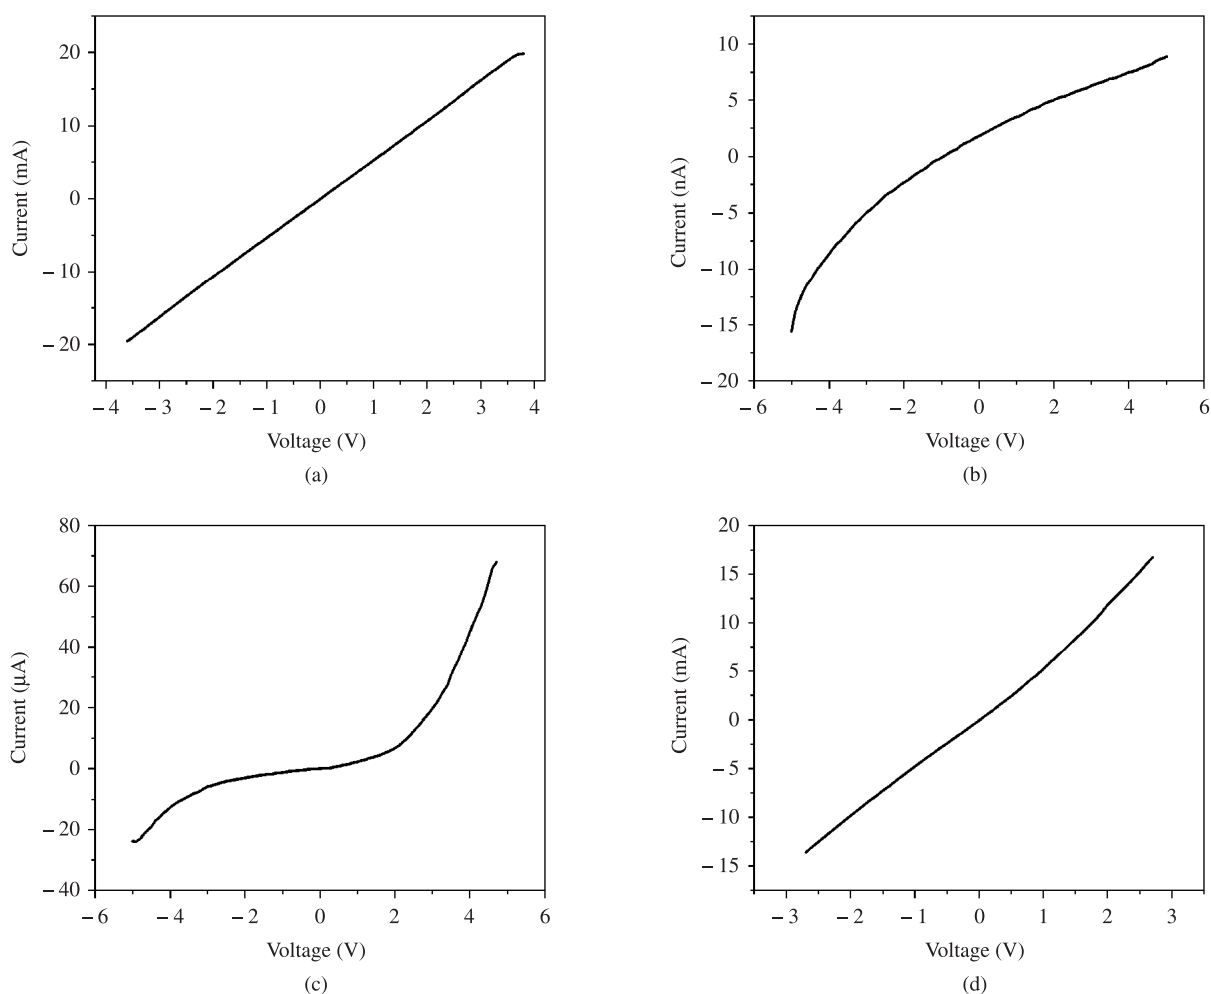 20
10
0
– 10
– 20
Current (mA)
– 4 – 3 – 2 – 1 0 1 2 3 4
Voltage (V)
(a)
10
5
0
– 5
– 10
– 15
– 20
Current (nA)
– 6 – 4 – 2 0 2 4 6
Voltage (V)
(b)
80
60
40
20
0
– 20
– 40
Current (μA)
– 6 – 4 – 2 0 2 4 6
Voltage (V)
(c)
20
15
10
5
0
– 5
– 10
– 15
Current (mA)
– 3 – 2 – 1 0 1 2 3
Voltage (V)
(d)